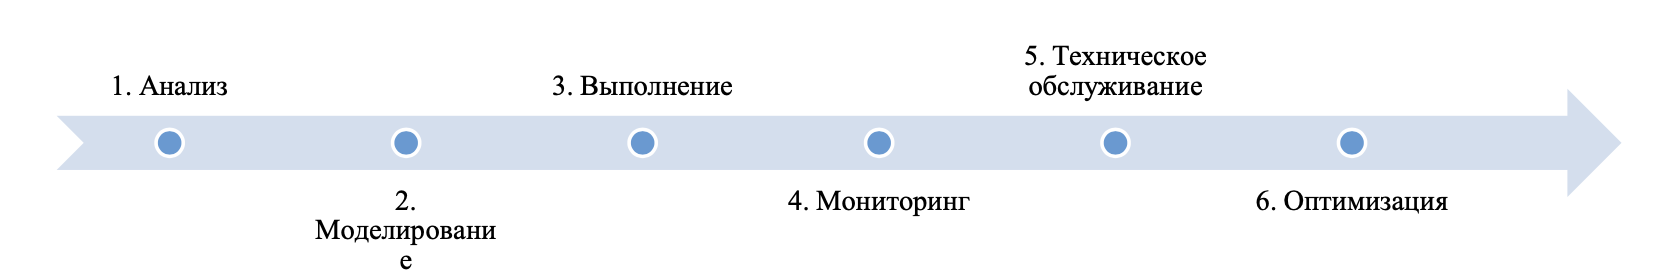 1. Анализ
2.
Моделировани
е
3. Выполнение
4. Мониторинг
5. Техническое
обслуживание
6. Оптимизация